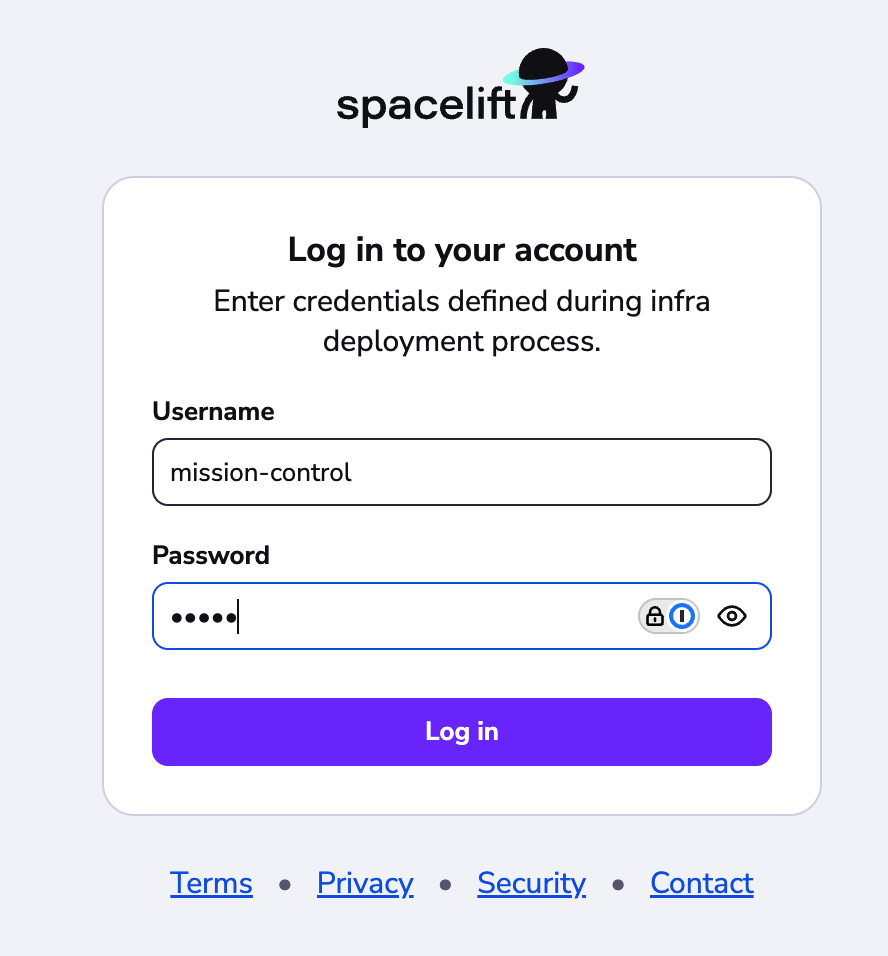 spacelift
Log in to your account
Enter credentials defined during infra
deployment process.
Username
mission-control
Password
•••••
Log in
Terms • Privacy • Security • Contact